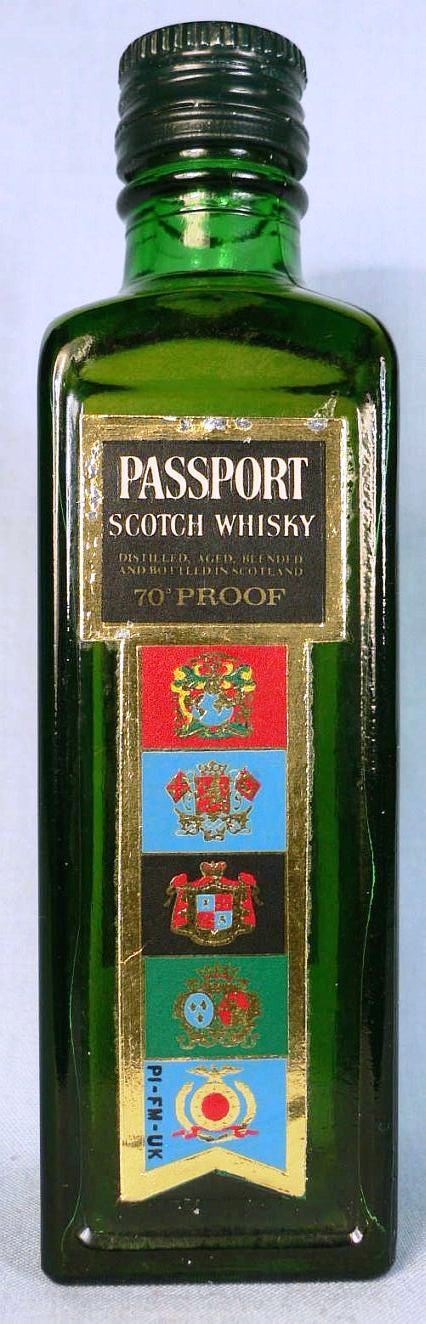 PASSPORT
SCOTCH WHISKY
DISTILLED, AGED, BLENDED
AND BOTTLED IN SCOTLAND
70° PROOF
PI-FM-UK